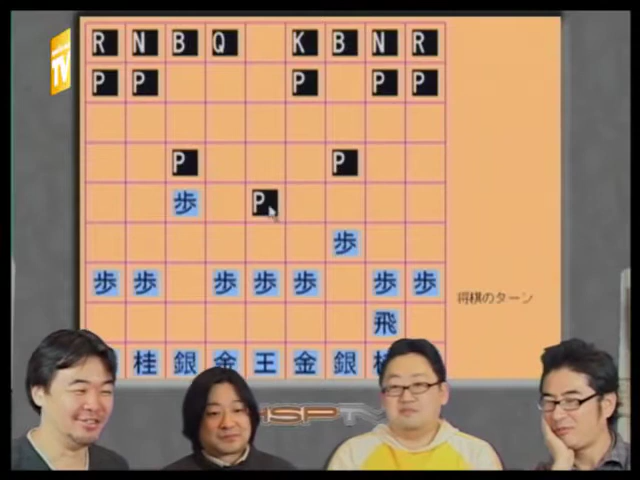 R N B Q K B N R
TV
P P P P P
P P
歩 P
歩
歩 歩 歩 歩 歩 歩 歩
将棋のターン
飛
桂 銀 金 王 金 銀
HSPTV